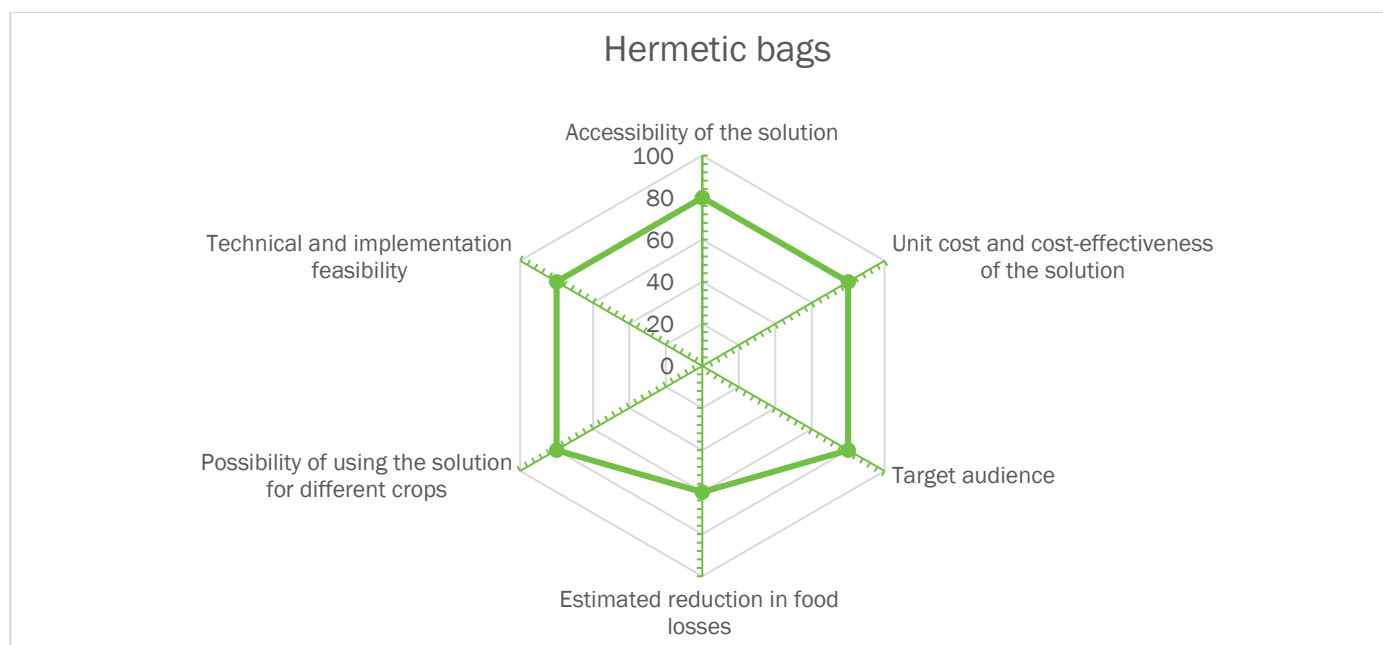 Hermetic bags
Accessibility of the solution
100
80
60
40
20
0
Unit cost and cost-effectiveness
of the solution
Target audience
Estimated reduction in food
losses
Possibility of using the solution
for different crops
Technical and implementation
feasibility